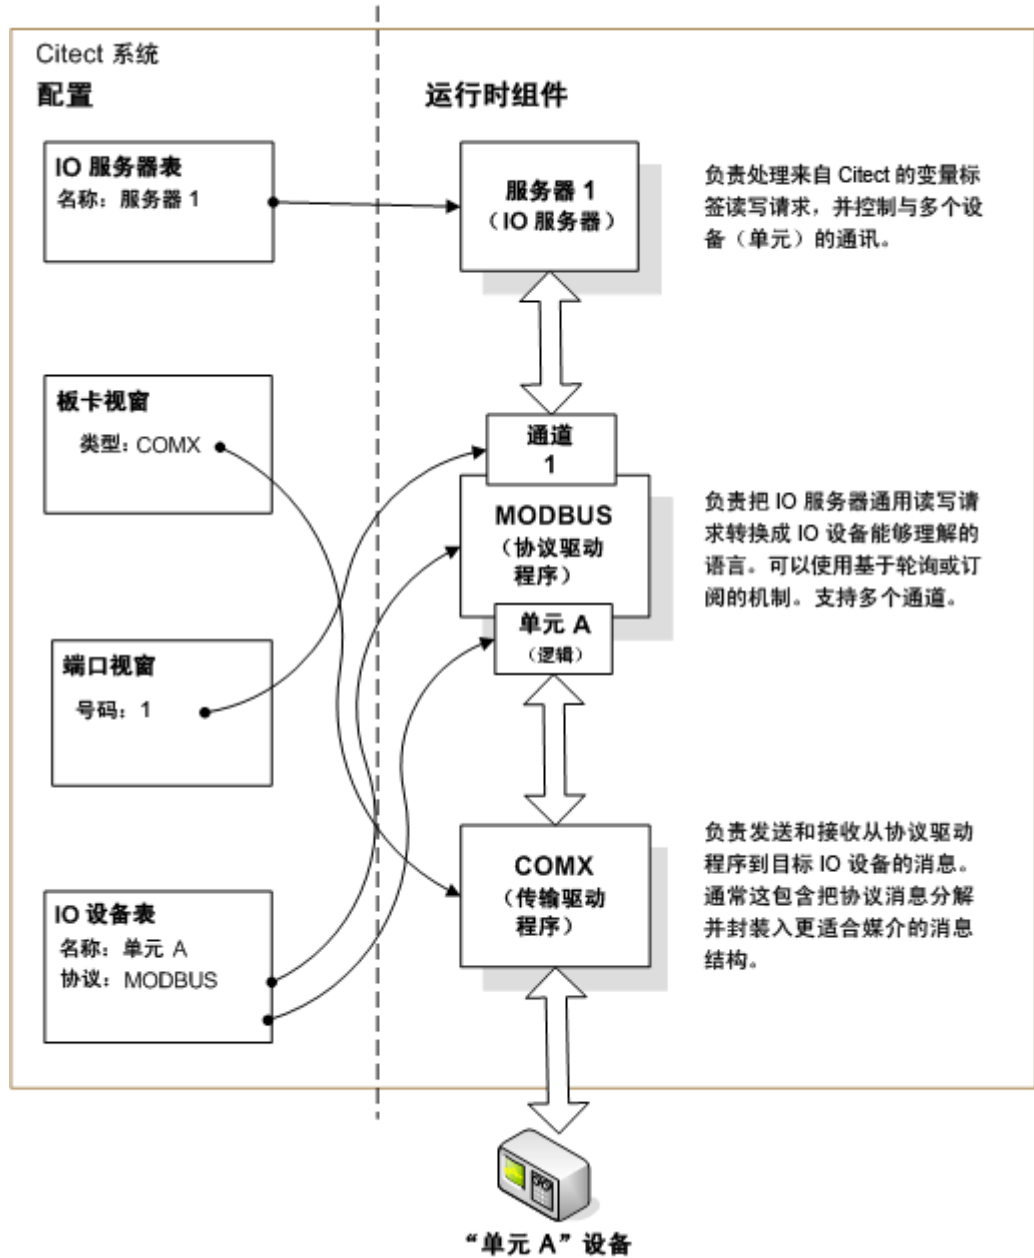 Citect 系统
配置
运行时组件
IO 服务器表
名称：服务器 1
服务器 1
（IO 服务器）
负责处理来自 Citect 的变量标
签读写请求，并控制与多个设
备（单元）的通讯。
板卡视窗
类型：COMX
通道
1
MODBUS
（协议驱动
程序）
单元 A
（逻辑）
负责把 IO 服务器通用读写请
求转换成 IO 设备能够理解的
语言。可以使用基于轮询或订
阅的机制。支持多个通道。
端口视窗
号码：1
COMX
（传输驱动
程序）
负责发送和接收从协议驱动
程序到目标 IO 设备的消息。
通常这包含把协议消息分解
并封装入更适合媒介的消息
结构。
IO 设备表
名称：单元 A
协议：MODBUS
“单元 A”设备